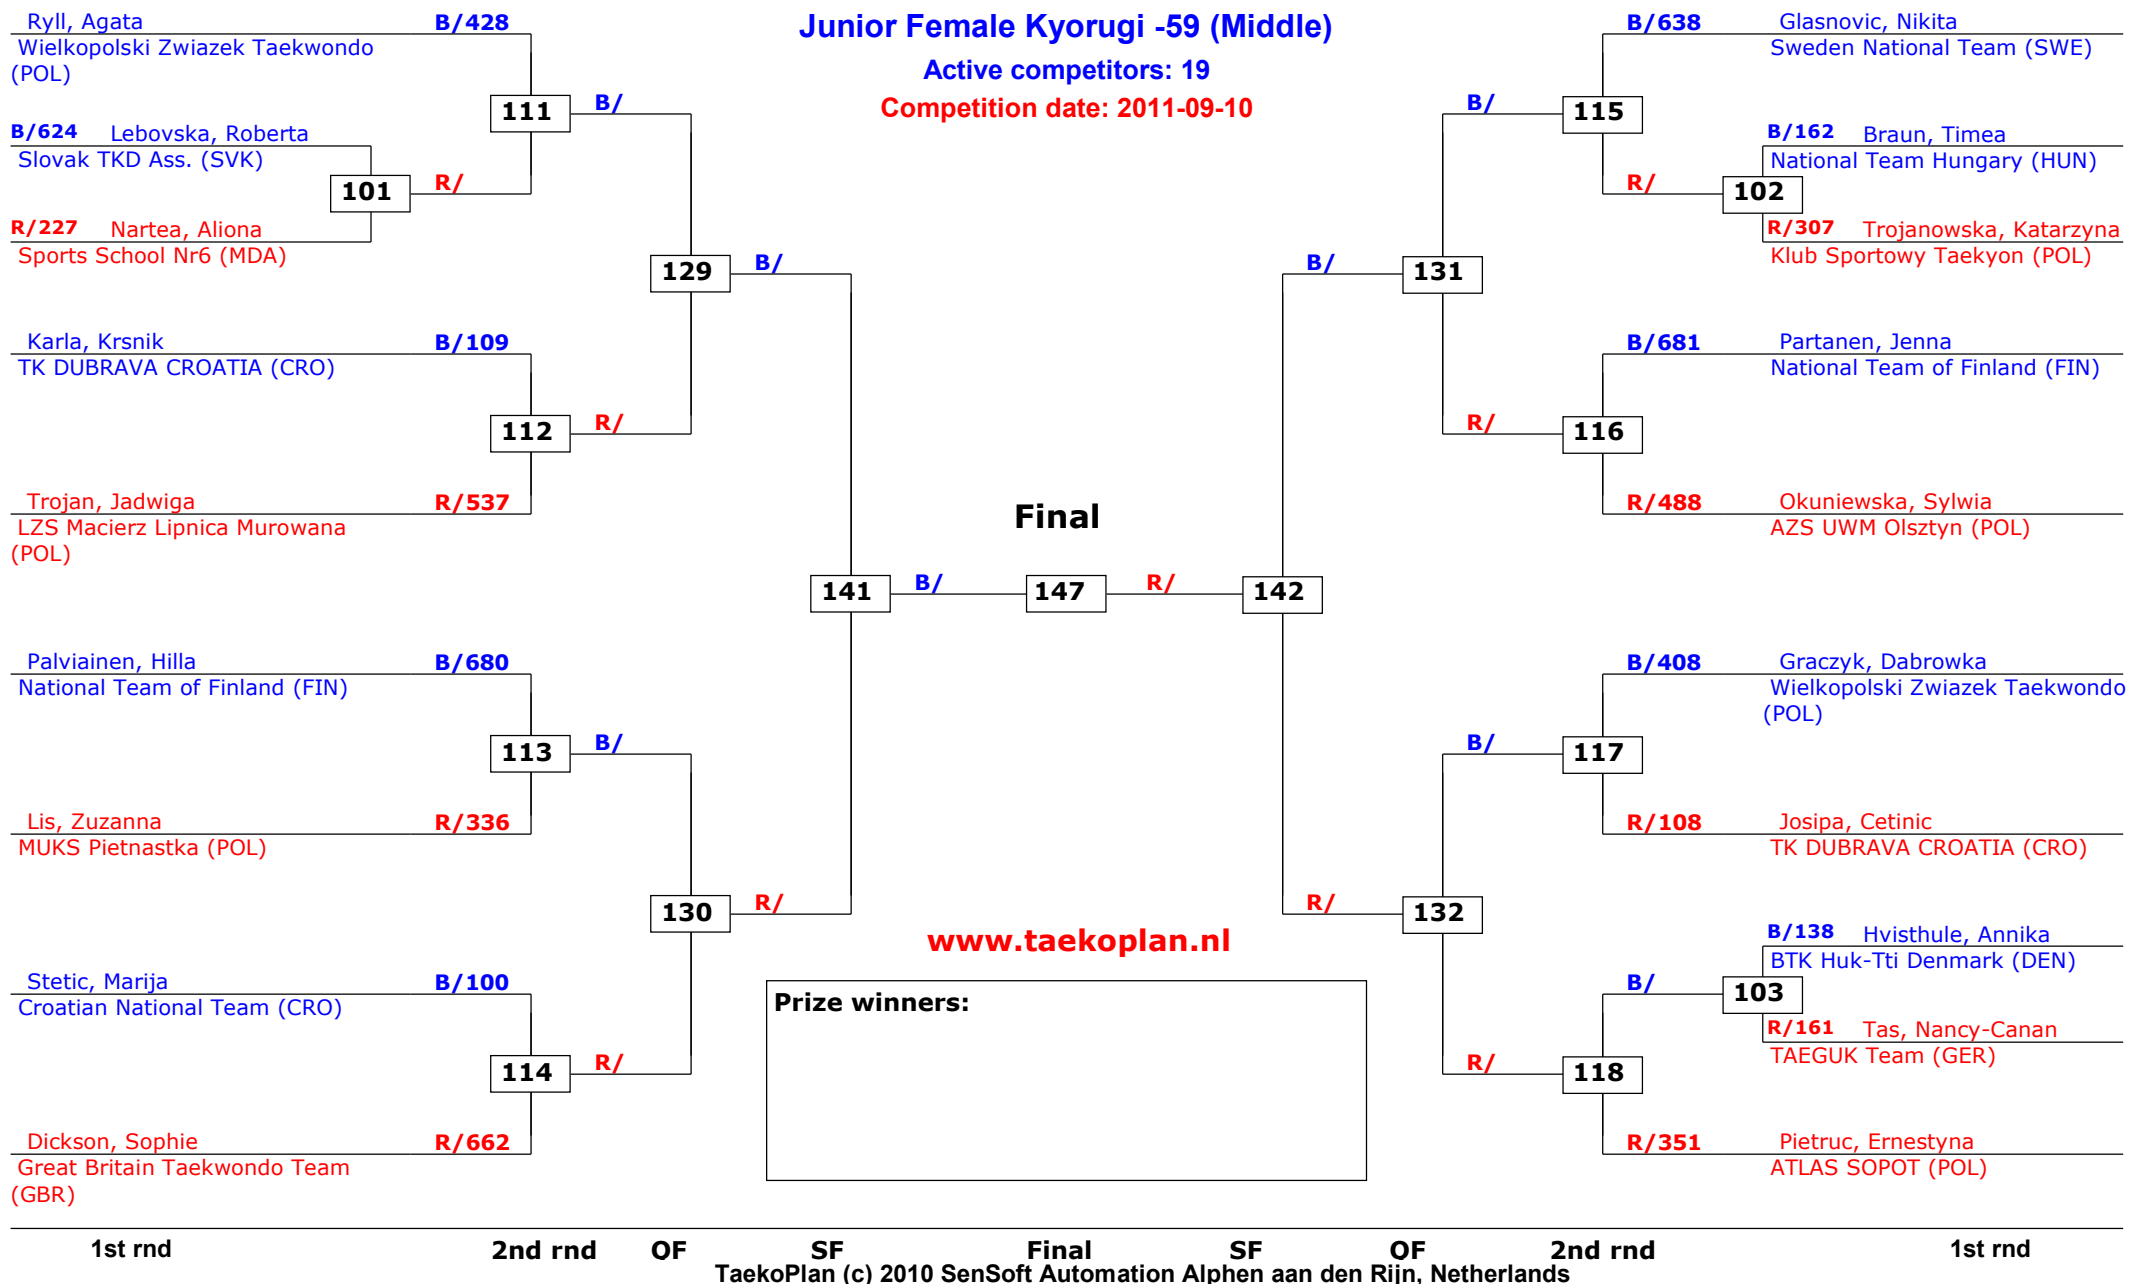 Junior Female Kyorugi -59 (Middle)
Active competitors: 19
Competition date: 2011-09-10
Ryll, Agata B/428
Wielkopolski Zwiazek Taekwondo
(POL)
111
B/
B/624 Lebovska, Roberta
Slovak TKD Ass. (SVK)
101
R/
R/227 Nartea, Aliona
Sports School Nr6 (MDA)
129
B/
Karla, Krsnik B/109
TK DUBRAVA CROATIA (CRO)
112
R/
Trojan, Jadwiga R/537
LZS Macierz Lipnica Murowana
(POL)
141
B/
Palviainen, Hilla B/680
National Team of Finland (FIN)
113
B/
Lis, Zuzanna R/336
MUKS Pietnastka (POL)
130
R/
Stetic, Marija B/100
Croatian National Team (CRO)
114
R/
Dickson, Sophie R/662
Great Britain Taekwondo Team
(GBR)
Final
147
R/
142
B/638 Glasnovic, Nikita
Sweden National Team (SWE)
B/
115
B/162 Braun, Timea
National Team Hungary (HUN)
R/
102
R/307 Trojanowska, Katarzyna
Klub Sportowy Taekyon (POL)
B/
131
B/681 Partanen, Jenna
National Team of Finland (FIN)
R/
116
R/488 Okuniewska, Sylwia
AZS UWM Olsztyn (POL)
B/408 Graczyk, Dabrowka
Wielkopolski Zwiazek Taekwondo
(POL)
B/
117
R/108 Josipa, Cetinic
TK DUBRAVA CROATIA (CRO)
R/
132
B/138 Hvisthule, Annika
BTK Huk-Tti Denmark (DEN)
B/
103
R/161 Tas, Nancy-Canan
TAEGUK Team (GER)
R/
118
R/351 Pietruc, Ernestyna
ATLAS SOPOT (POL)
www.taekoplan.nl
Prize winners:
1st rnd 2nd rnd QF SF Final SF QF 2nd rnd 1st rnd
TaekoPlan (c) 2010 SenSoft Automation Alphen aan den Rijn, Netherlands